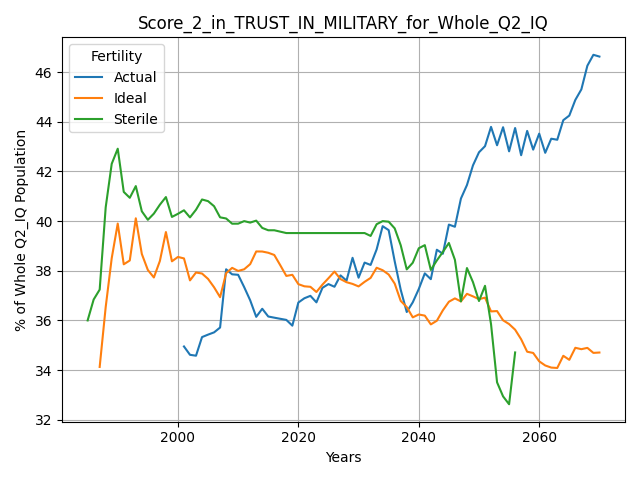 Score_2_in_TRUST_IN_MILITARY_for_Whole_Q2_IQ
Fertility
Actual
Ideal
Sterile
% of Whole Q2_IQ Population
46
44
42
40
38
36
34
32
2000
2020
2040
2060
Years